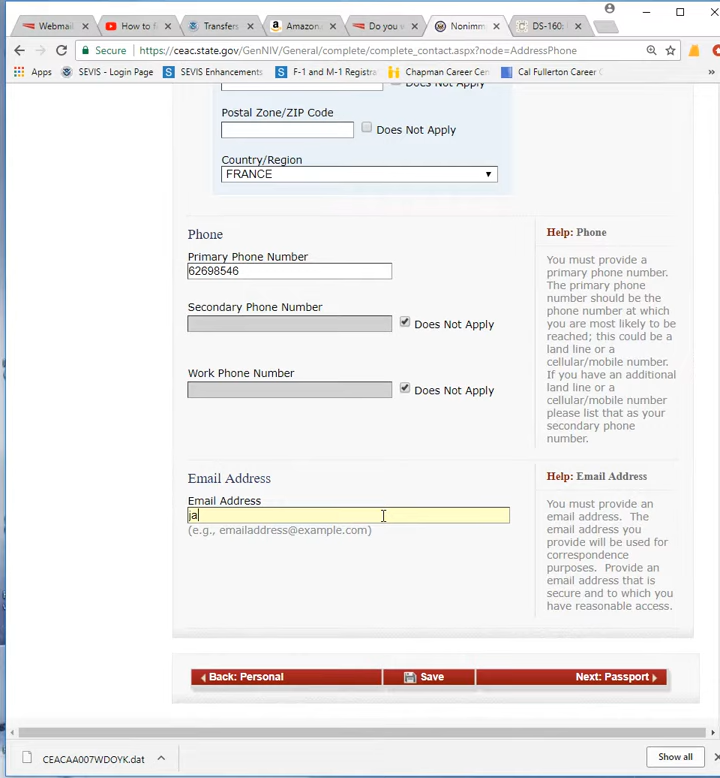 Webmail
How to f
Transfers
Amazon
Do you v
Nonimm
DS-160:
Secure
https://ceac.state.gov/GenNIV/General/complete/complete_contact.aspx?node=AddressPhone
Apps
SEVIS - Login Page
SEVIS Enhancements
F-1 and M-1 Registra
Chapman Career Cen
Cal Fullerton Career
»
Does Not Apply
Postal Zone/ZIP Code
Does Not Apply
Country/Region
FRANCE
Phone
Primary Phone Number
62698546
Secondary Phone Number
Does Not Apply
Work Phone Number
Does Not Apply
Help: Phone
You must provide a
primary phone number.
The primary phone
number should be the
phone number at which
you are most likely to be
reached; this could be a
land line or a
cellular/mobile number.
If you have an additional
land line or a
cellular/mobile number
please list that as your
secondary phone
number.
Email Address
Email Address
ja
(e.g., emailaddress@example.com)
Help: Email Address
You must provide an
email address. The
email address you
provide will be used for
correspondence
purposes. Provide an
email address that is
secure and to which you
have reasonable access.
Back: Personal
Save
Next: Passport
CEACAA007WDOYK.dat
Show all